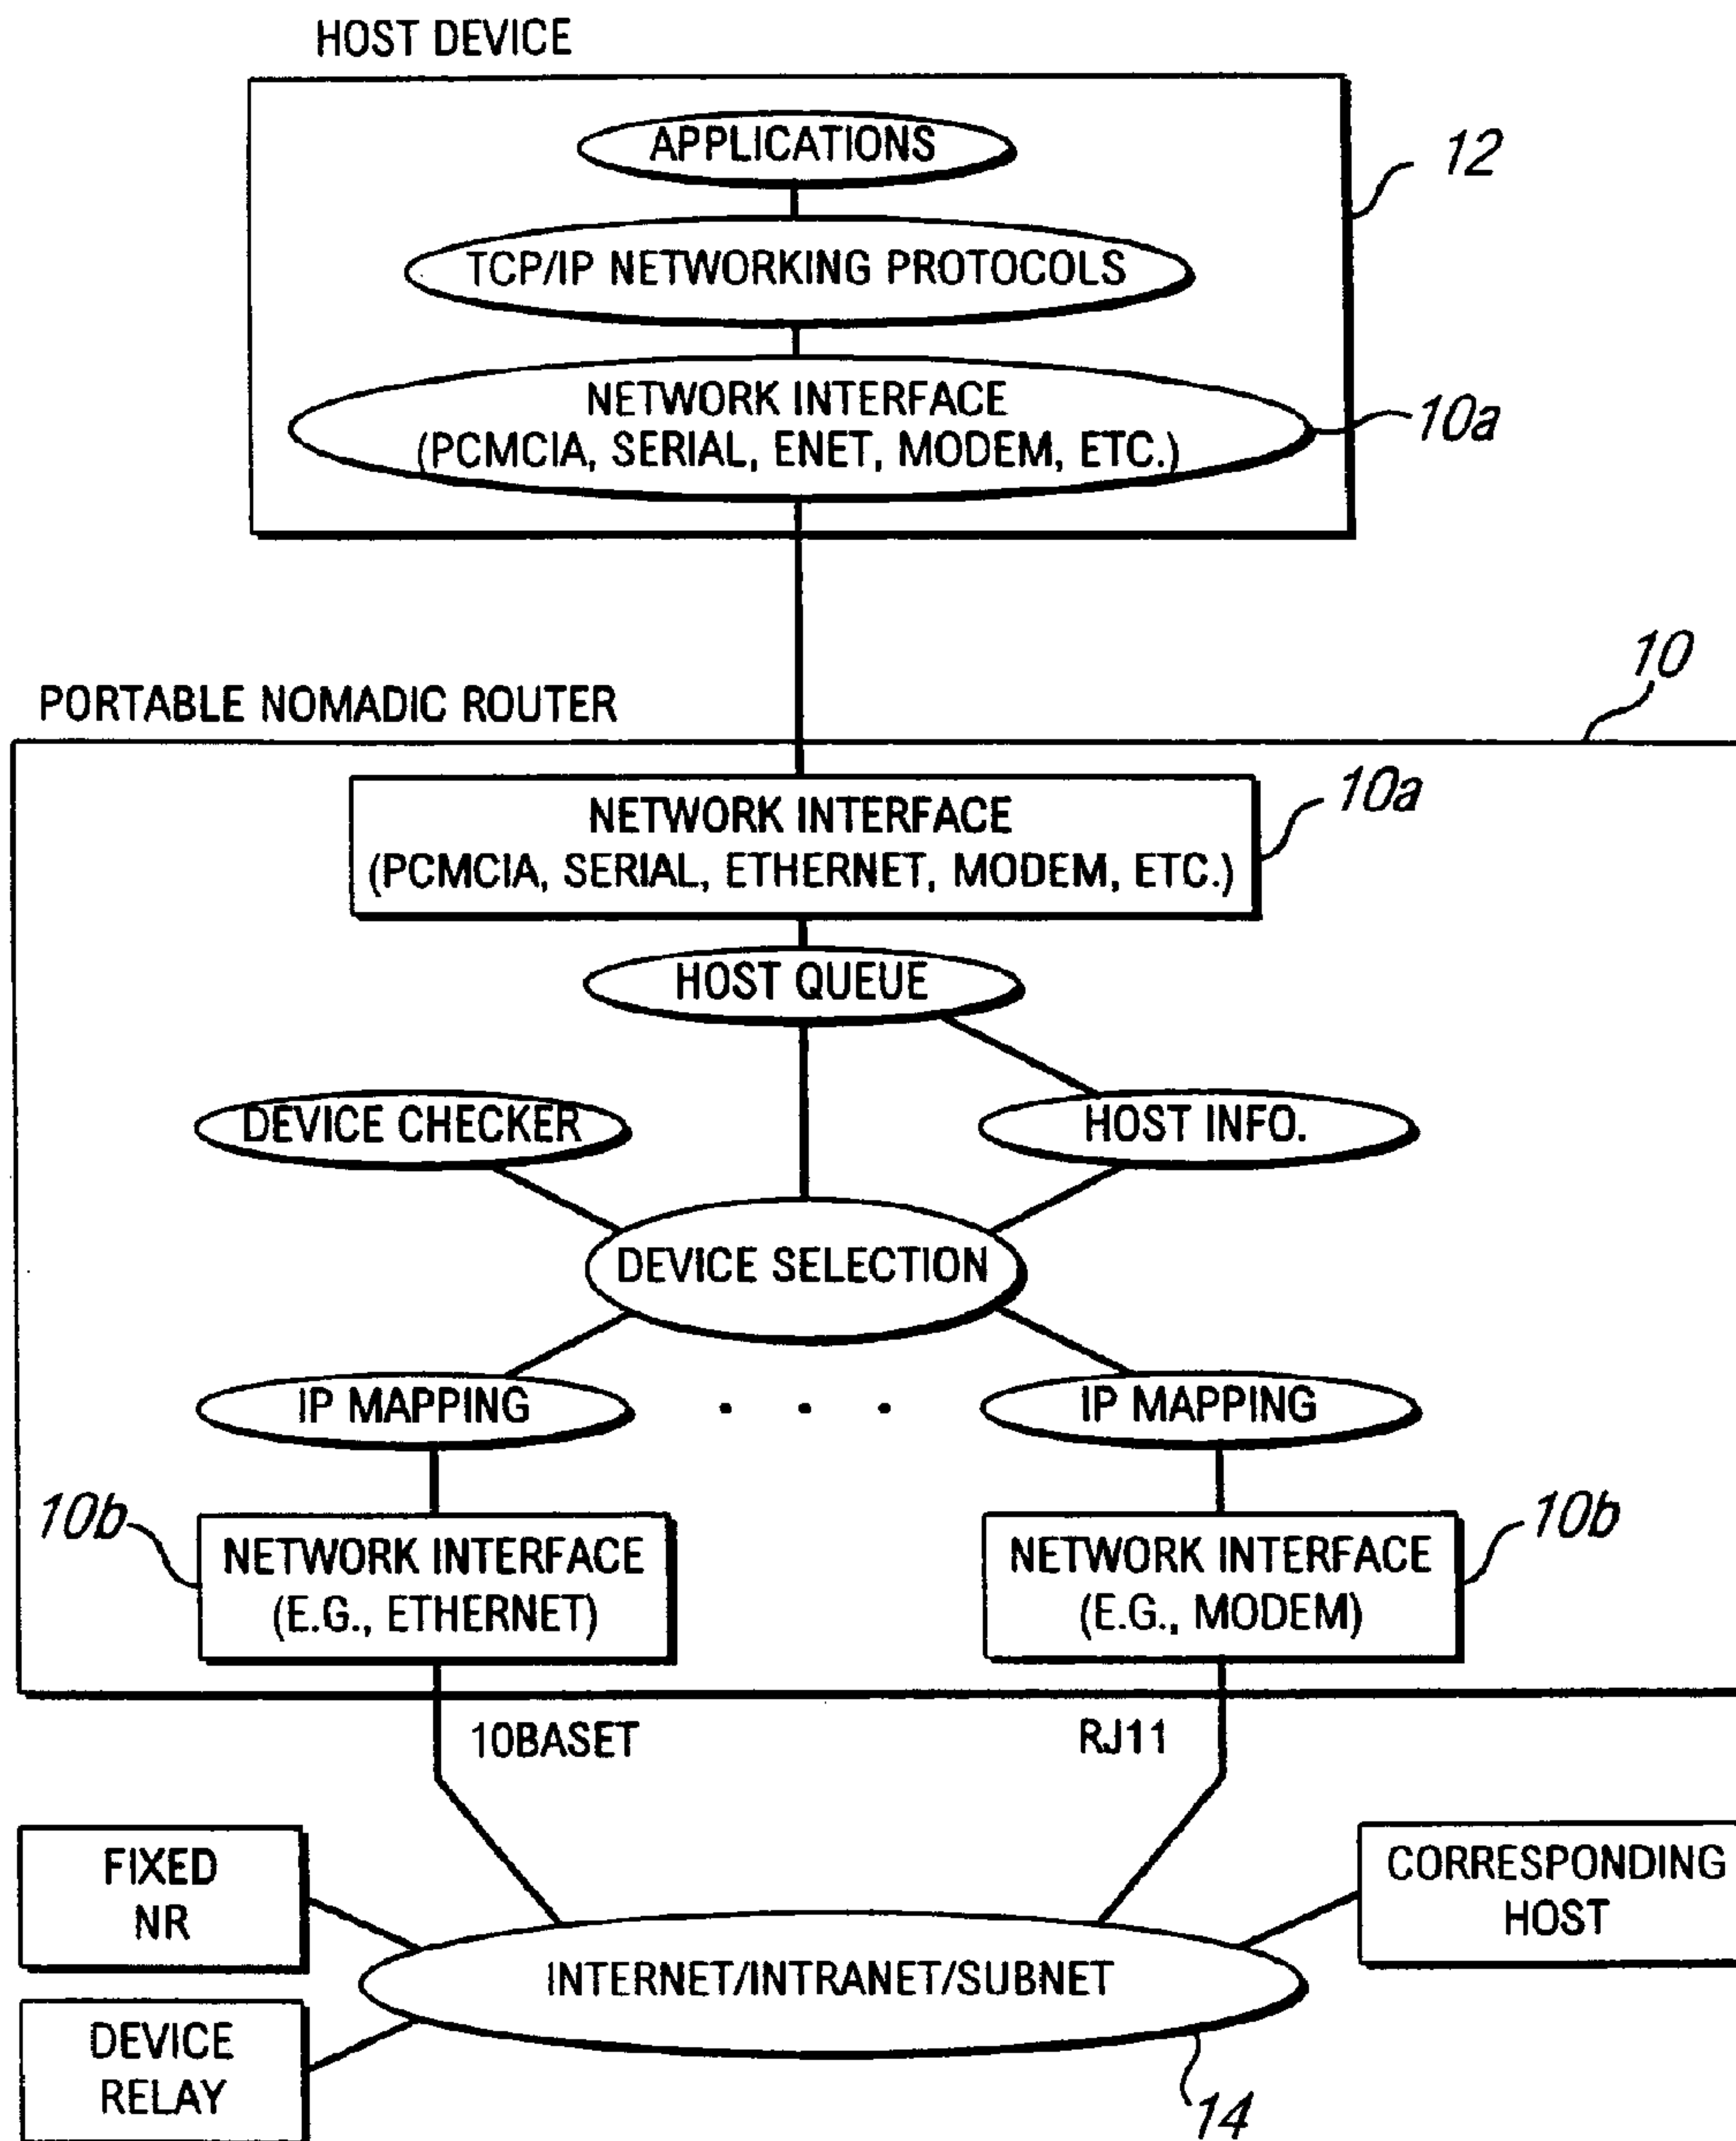 HOST DEVICE
APPLICATIONS
12
TCP/IP NETWORKING PROTOCOLS
NETWORK INTERFACE
(PCMCIA, SERIAL, ENET, MODEM, ETC.)
10a
10
PORTABLE NOMADIC ROUTER
NETWORK INTERFACE
(PCMCIA, SERIAL, ETHERNET, MODEM, ETC.)
10a
HOST QUEUE
DEVICE CHECKER
HOST INFO.
DEVICE SELECTION
IP MAPPING
. . .
IP MAPPING
10b
NETWORK INTERFACE
(E.G., ETHERNET)
NETWORK INTERFACE
(E.G., MODEM)
10b
10BASET
RJ11
FIXED
NR
CORRESPONDING
HOST
INTERNET/INTRANET/SUBNET
DEVICE
RELAY
14